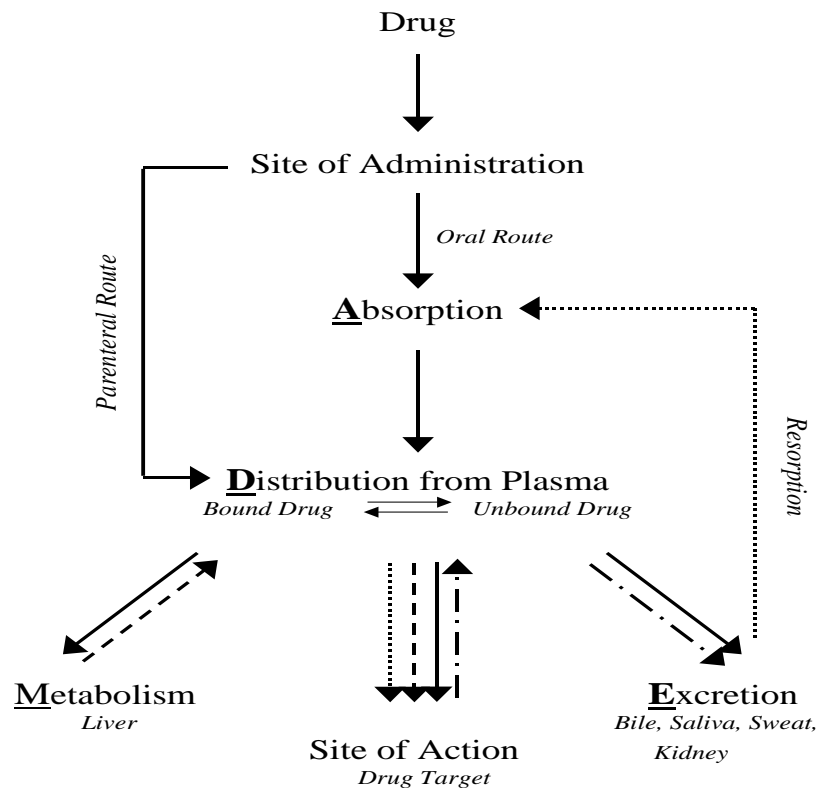 Drug
Site of Administration
Oral Route
Parenteral Route
Absorption
Resorption
Distribution from Plasma
Bound Drug
Unbound Drug
Metabolism
Liver
Excretion
Bile, Saliva, Sweat,
Kidney
Site of Action
Drug Target